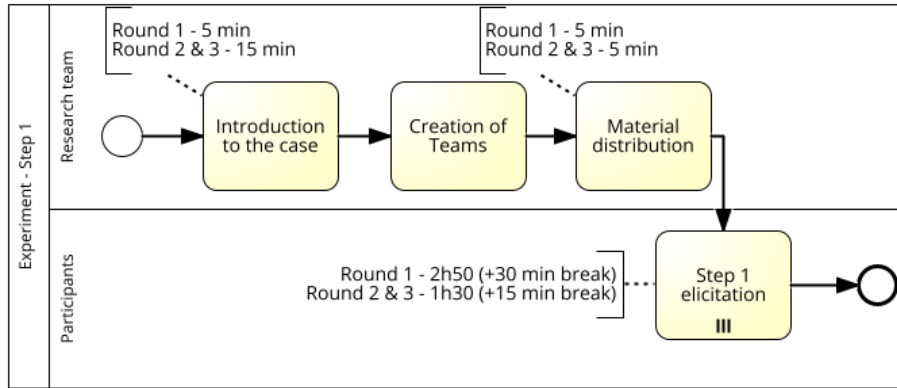 Experiment - Step 1
Research team
Round 1 - 5 min
Round 2 & 3 - 15 min
Introduction
to the case
Creation of
Teams
Round 1 - 5 min
Round 2 & 3 - 5 min
Material
distribution
Participants
Round 1 - 2h50 (+30 min break)
Round 2 & 3 - 1h30 (+15 min break)
Step 1
elicitation